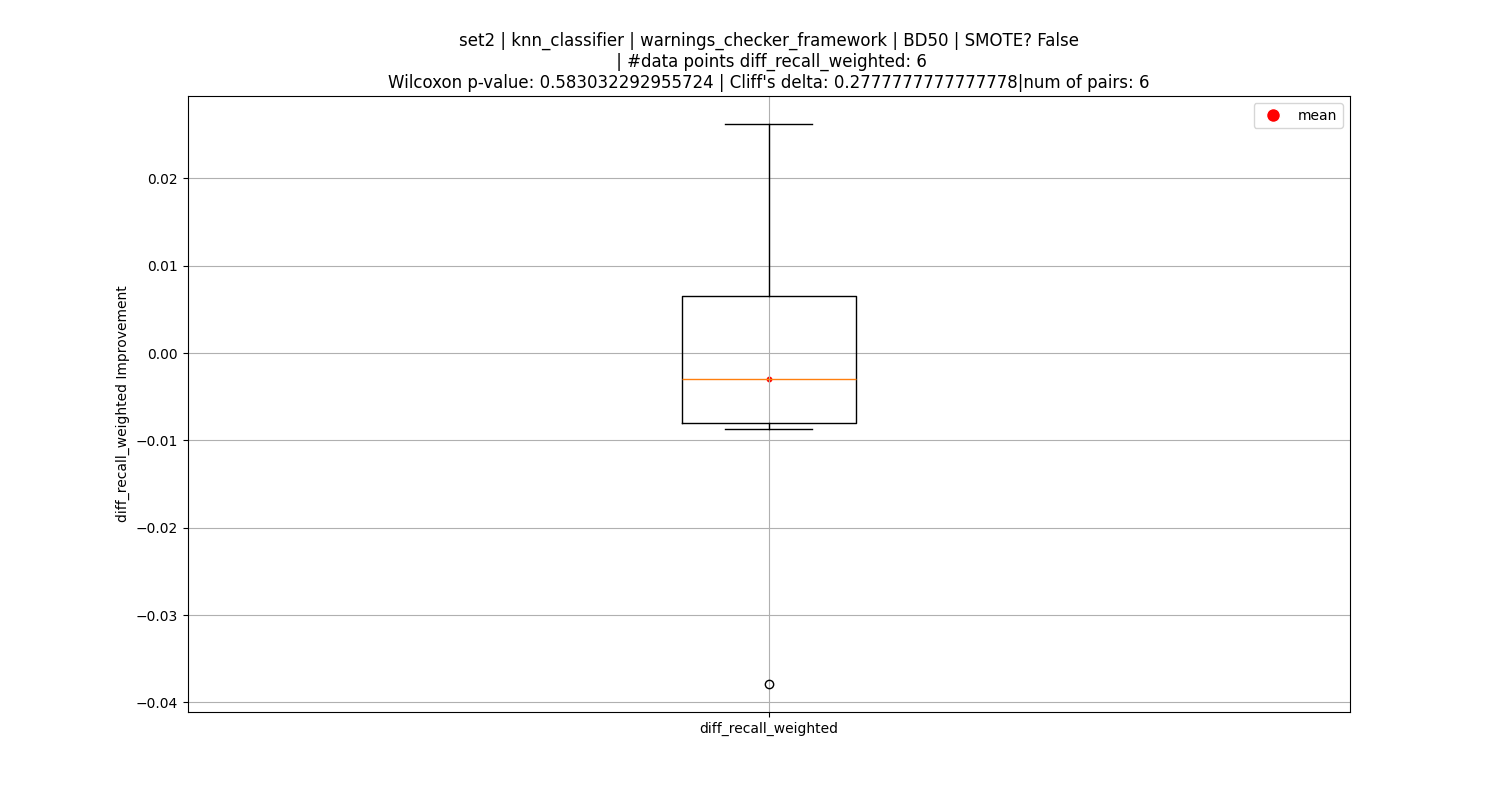 set2 | knn_classifier | warnings_checker_framework | BD50 | SMOTE? False
| #data points diff_recall_weighted: 6
Wilcoxon p-value: 0.583032292955724 | Cliff's delta: 0.2777777777777778|num of pairs: 6
mean
0.02
0.01
0.00
−0.01
−0.02
−0.03
−0.04
diff_recall_weighted Improvement
diff_recall_weighted